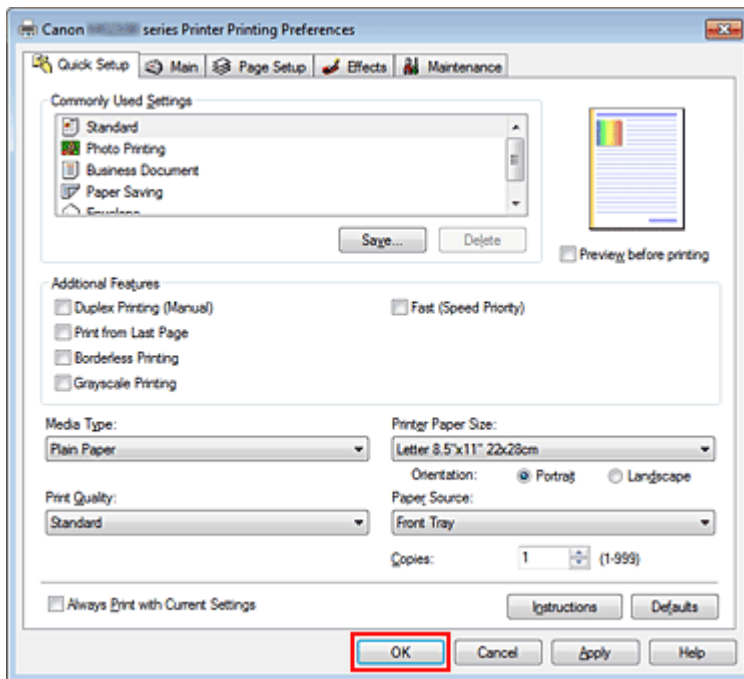 Canon series Printer Printing Preferences
Quick Setup Main Page Setup Effects Maintenance
Commonly Used Settings
Standard
Photo Printing
Business Document
Paper Saving
Envelope
Save... Delete
Preview before printing
Additional Features
Duplex Printing (Manual) Fast (Speed Priority)
Print from Last Page
Borderless Printing
Grayscale Printing
Media Type: Printer Paper Size:
Plain Paper Letter 8.5"x11" 22x28cm
Orientation: Portrait Landscape
Print Quality: Paper Source:
Standard Front Tray
Copies: 1 (1-999)
Always Print with Current Settings Instructions Defaults
OK Cancel Apply Help